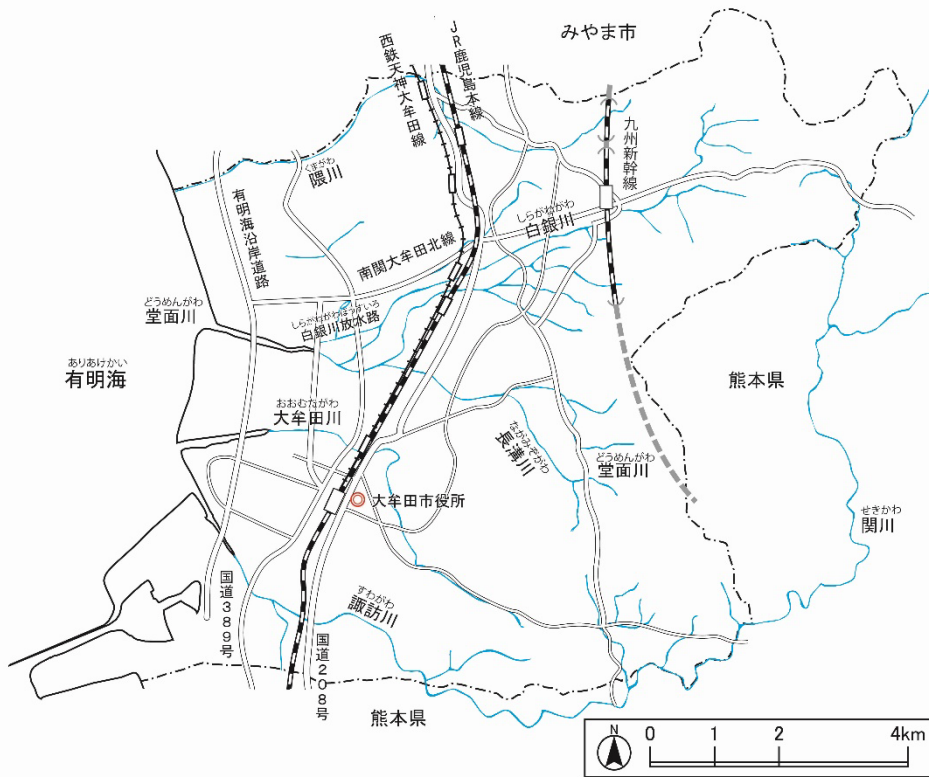 みやま市
JR鹿児島本線
西鉄天神大牟田線
九州新幹線
くまがわ
隈川
有明海沿岸道路
しらがねがわ
白銀川
南関大牟田北線
どうめんがわ
堂面川
しらがねがわほうすいろ
白銀川放水路
ありあけかい
有明海
熊本県
おおむたがわ
大牟田川
なかみぞがわ
長溝川
どうめんがわ
堂面川
大牟田市役所
せきかわ
関川
国道389号
すわがわ
諏訪川
国道208号
熊本県
N
0 1 2 4km